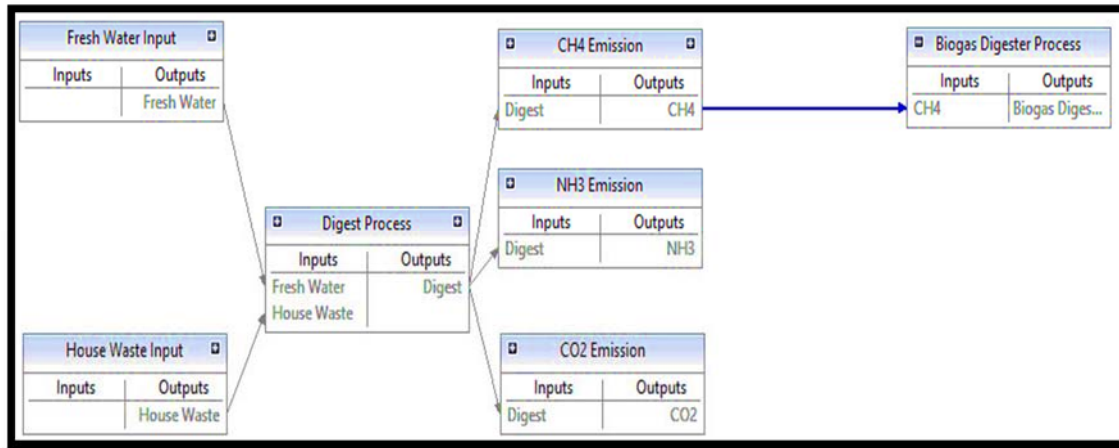 Fresh Water Input
Inputs Outputs
Fresh Water
CH4 Emission
Inputs Outputs
Digest CH4
Biogas Digester Process
Inputs Outputs
CH4 Biogas Diges...
NH3 Emission
Inputs Outputs
Digest NH3
Digest Process
Inputs Outputs
Fresh Water Digest
House Waste
House Waste Input
Inputs Outputs
House Waste
CO2 Emission
Inputs Outputs
Digest CO2